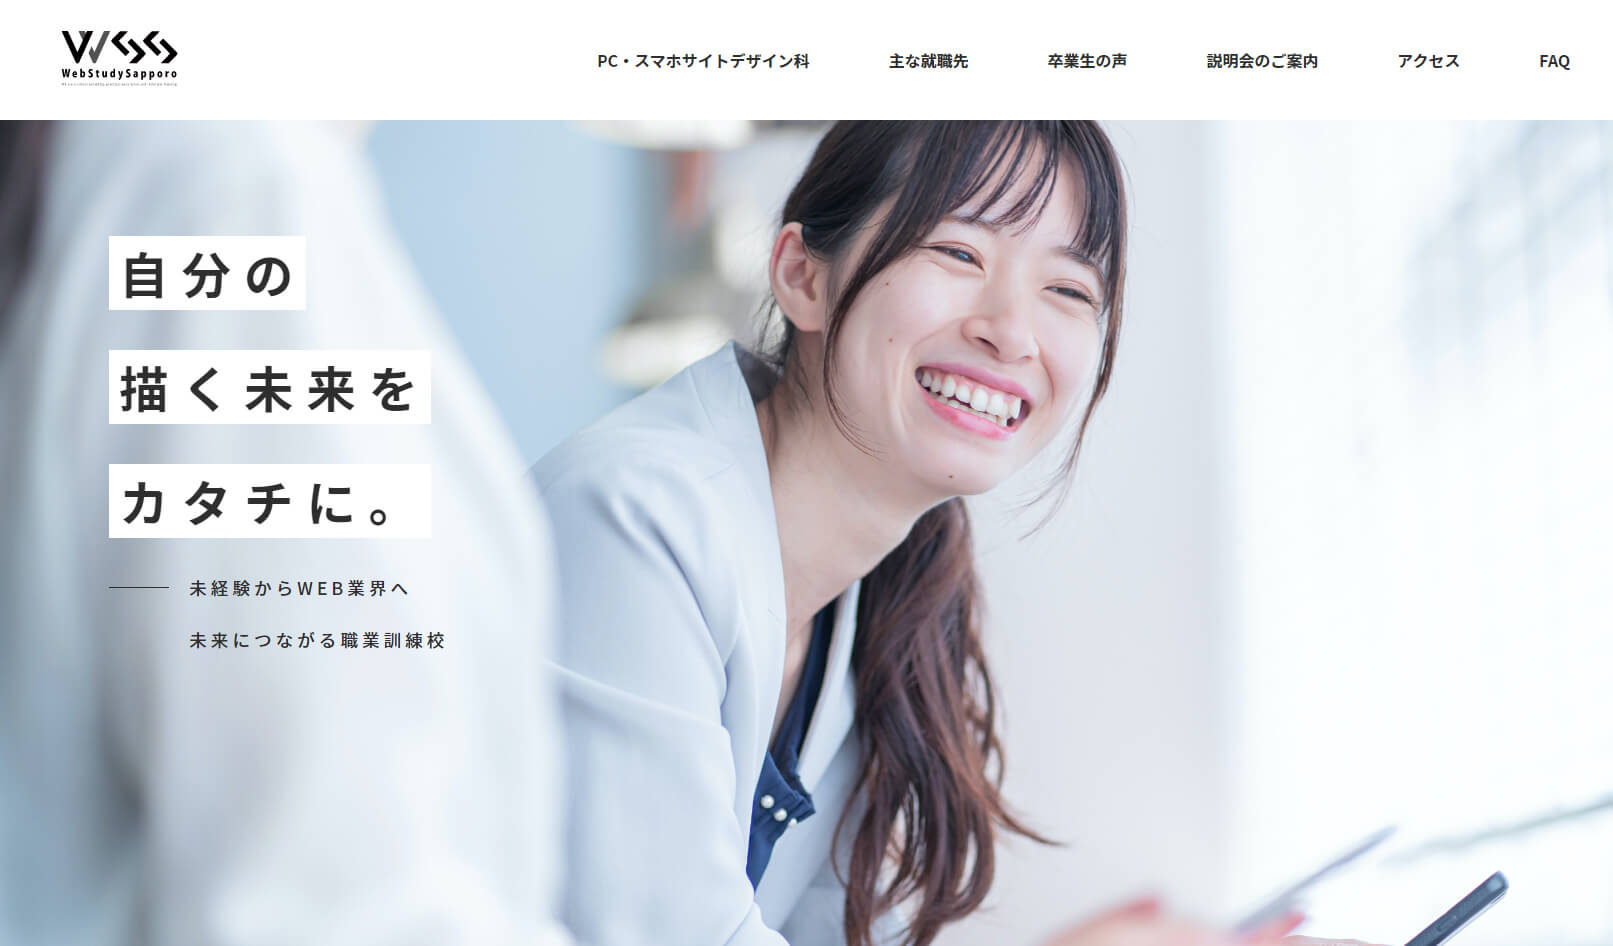 WebStudySapporo
PC・スマホサイトデザイン科
主な就職先
卒業生の声
説明会のご案内
アクセス
FAQ
自分の
描く未来を
カタチに。
未経験からWEB業界へ
未来につながる職業訓練校